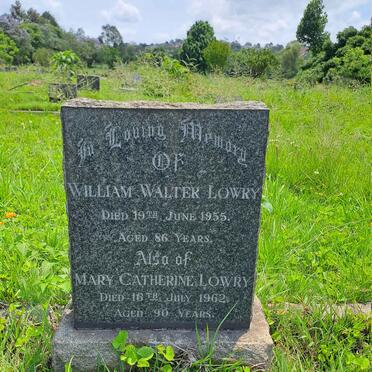 In Loving Memory
OF
WILLIAM WALTER LOWRY
DIED 19TH JUNE 1955.
AGED 86 YEARS.
Also of
MARY CATHERINE LOWRY
DIED 16TH JULY 1962.
AGED 90 YEARS.